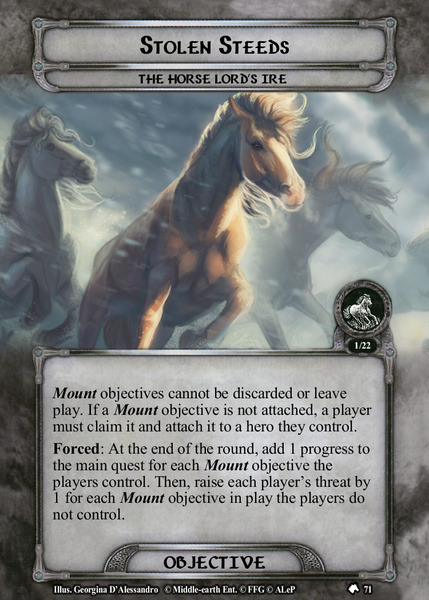 Stolen Steeds
The Horse Lord's Ire
1/22
Mount objectives cannot be discarded or leave
play. If a Mount objective is not attached, a player
must claim it and attach it to a hero they control.
Forced: At the end of the round, add 1 progress to
the main quest for each Mount objective the
players control. Then, raise each player's threat by
1 for each Mount objective in play the players do
not control.
Objective
Illus. Georgina D'Alessandro © Middle-earth Ent. © FFG © ALeP 71